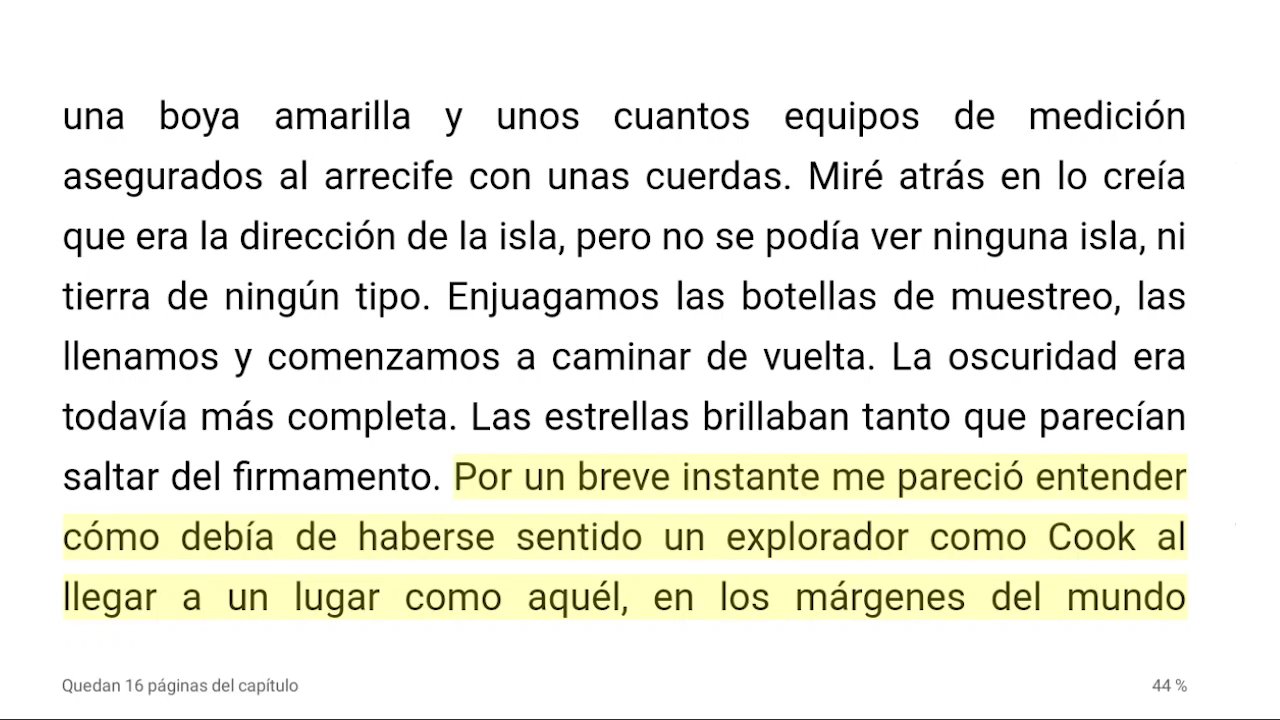 una boya amarilla y unos cuantos equipos de medición
asegurados al arrecife con unas cuerdas. Miré atrás en lo creía
que era la dirección de la isla, pero no se podía ver ninguna isla, ni
tierra de ningún tipo. Enjuagamos las botellas de muestreo, las
llenamos y comenzamos a caminar de vuelta. La oscuridad era
todavía más completa. Las estrellas brillaban tanto que parecían
saltar del firmamento. Por un breve instante me pareció entender
cómo debía de haberse sentido un explorador como Cook al
llegar a un lugar como aquél, en los márgenes del mundo
Quedan 16 páginas del capítulo
44 %